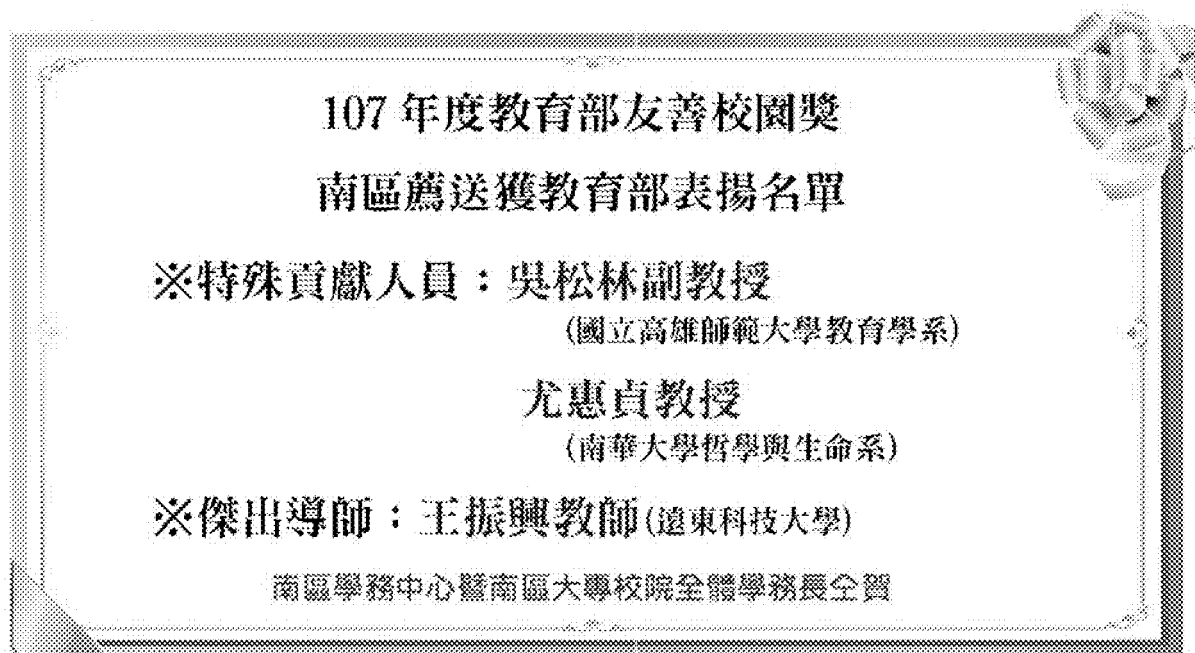 107 年度教育部友善校園獎
南區薦送獲教育部表揚名單
※特殊貢獻人員：吳松林副教授
(國立高雄師範大學教育學系)
尤惠貞教授
(南華大學哲學與生命系)
※傑出導師：王振興教師(遠東科技大學)
南區學務中心暨南區大專校院全體學務長仝賀